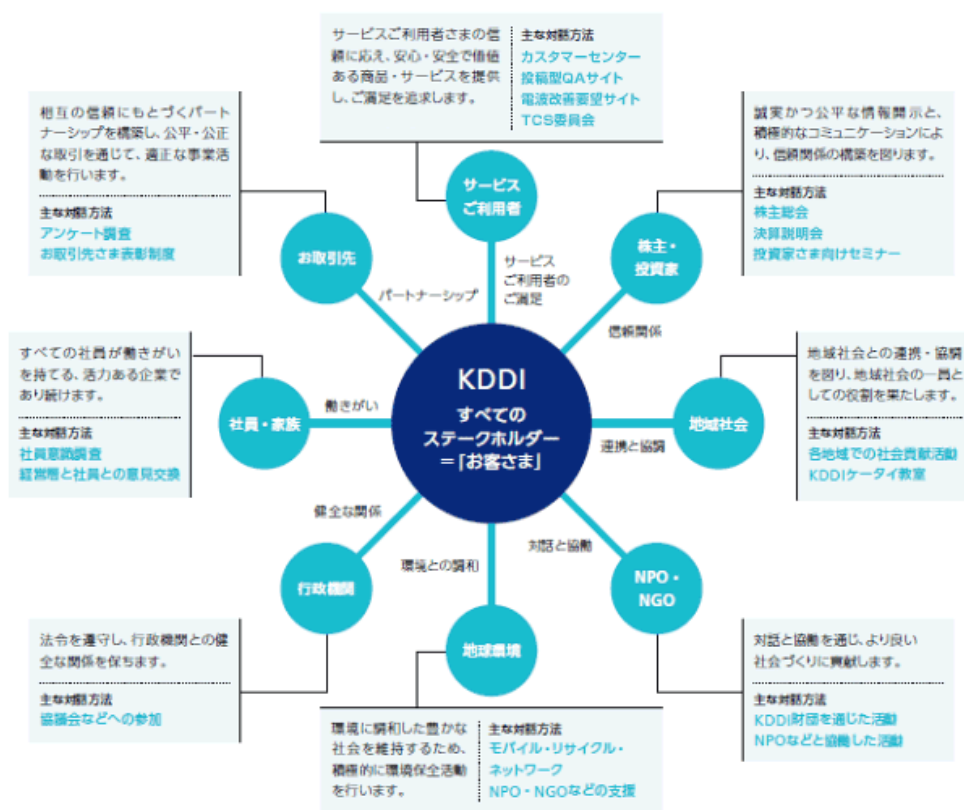 サービスご利用者さまの信
頼に応え、安心・安全で価値
ある商品・サービスを提供
し、ご満足を追求します。
主な対話方法
カスタマーセンター
投稿型QAサイト
電波改善要望サイト
TCS委員会
サービス
ご利用者
サービス
ご利用者の
ご満足
相互の信頼にもとづくパート
ナーシップを構築し、公平・公正
な取引を通じて、適正な事業活
動を行います。
主な対話方法
アンケート調査
お取引先さま表彰制度
お取引先
パートナーシップ
誠実かつ公平な情報開示と、
積極的なコミュニケーションによ
り、信頼関係の構築を図ります。
主な対話方法
株主総会
決算説明会
投資家さま向けセミナー
株主・
投資家
信頼関係
すべての社員が働きがい
を持てる、活力ある企業で
あり続けます。
主な対話方法
社員意識調査
経営層と社員との意見交換
社員・家族
働きがい
KDDI
すべての
ステークホルダー
＝「お客さま」
地域社会
連携と協調
地域社会との連携・協調
を図り、地域社会の一員と
しての役割を果たします。
主な対話方法
各地域での社会貢献活動
KDDIケータイ教室
健全な関係
行政機関
法令を遵守し、行政機関との健
全な関係を保ちます。
主な対話方法
協議会などへの参加
環境との調和
地球環境
環境に調和した豊かな
社会を維持するため、
積極的に環境保全活動
を行います。
主な対話方法
モバイル・リサイクル・
ネットワーク
NPO・NGOなどの支援
対話と協働
NPO・
NGO
対話と協働を通じ、より良い
社会づくりに貢献します。
主な対話方法
KDDI財団を通じた活動
NPOなどと協働した活動